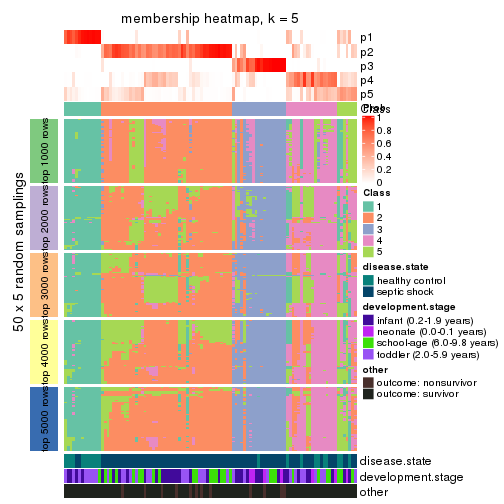 membership heatmap, k = 5
p1
p2
p3
p4
p5
Class
Prob
1
0.8
0.6
0.4
0.2
0
Class
1
2
3
4
5
disease.state
healthy control
septic shock
development.stage
infant (0.2-1.9 years)
neonate (0.0-0.1 years)
school-age (6.0-9.8 years)
toddler (2.0-5.9 years)
other
outcome: nonsurvivor
outcome: survivor
50 x 5 random samplings
top 1000 rows
top 2000 rows
top 3000 rows
top 4000 rows
top 5000 rows
disease.state
development.stage
other